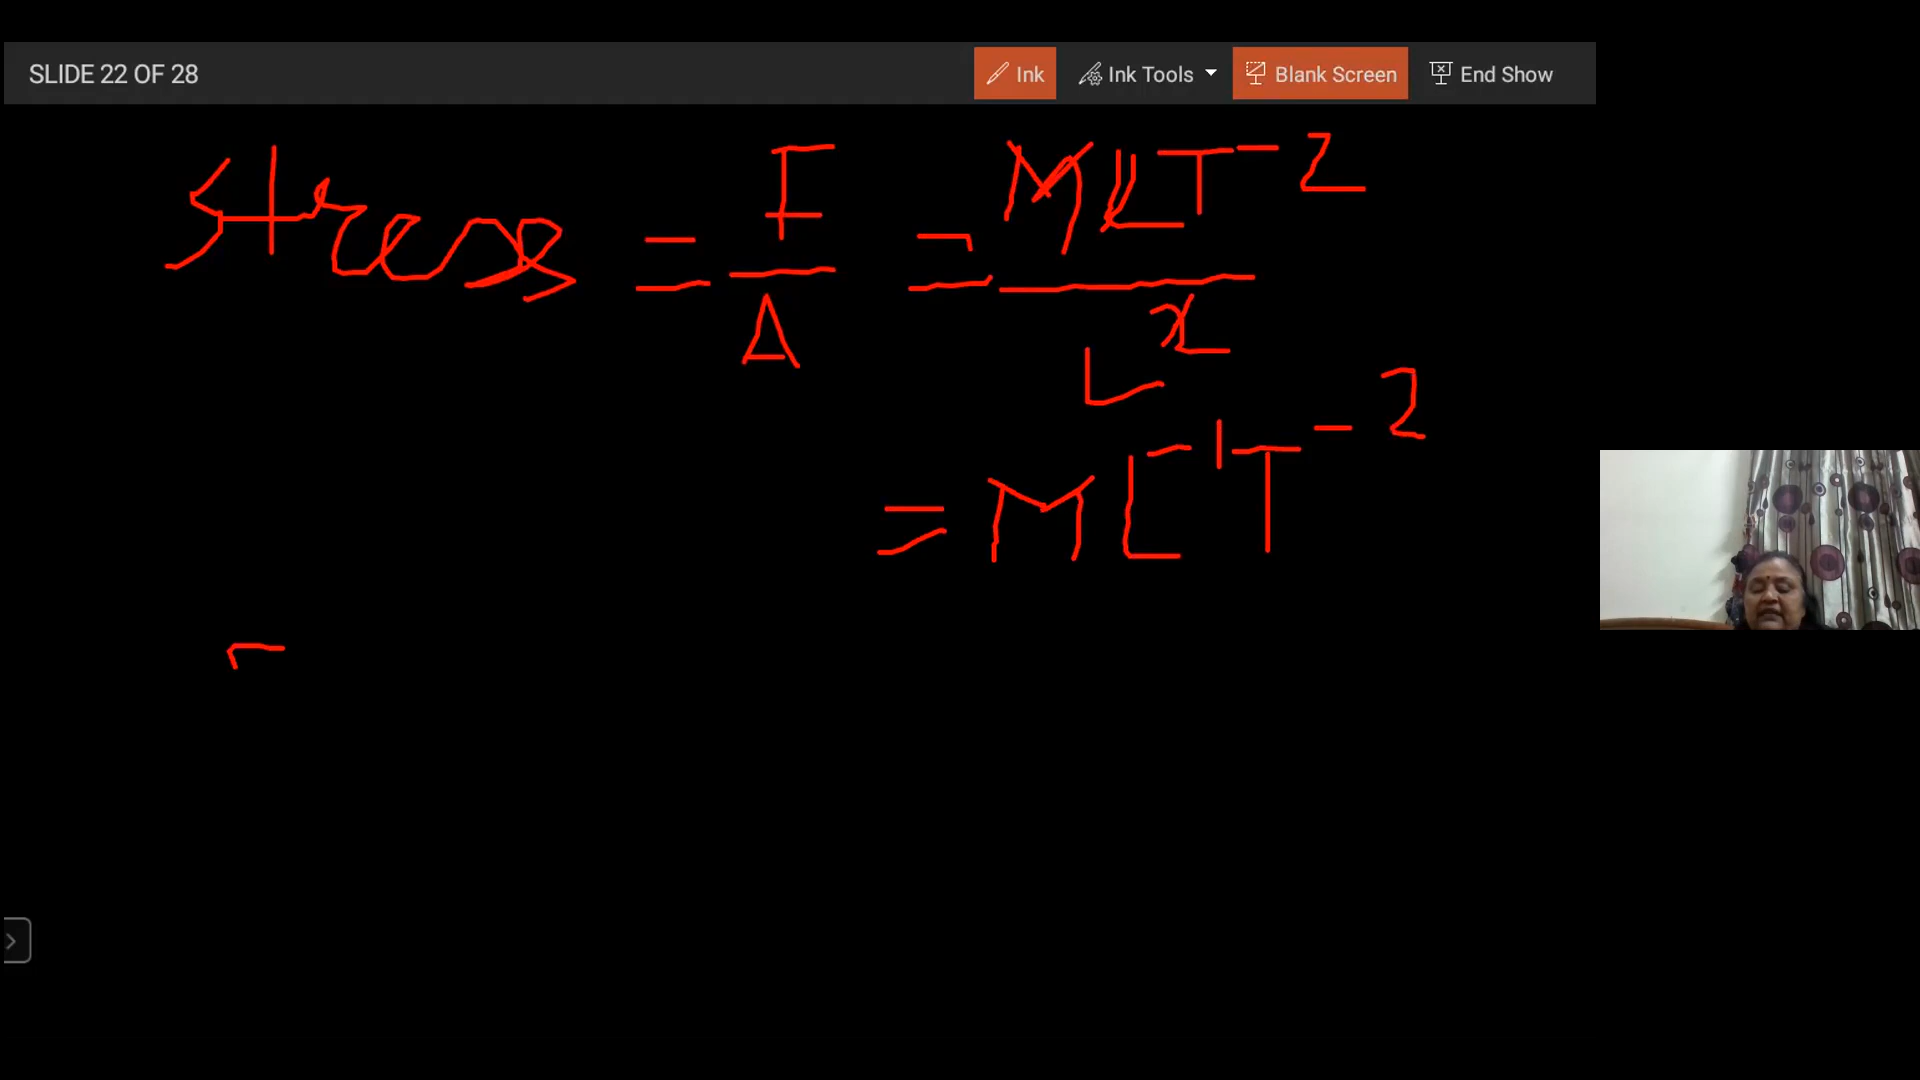 SLIDE 22 OF 28 Ink Ink Tools Blank Screen End Show
Stress = F/A = MLT⁻²/L²
= ML⁻¹T⁻²